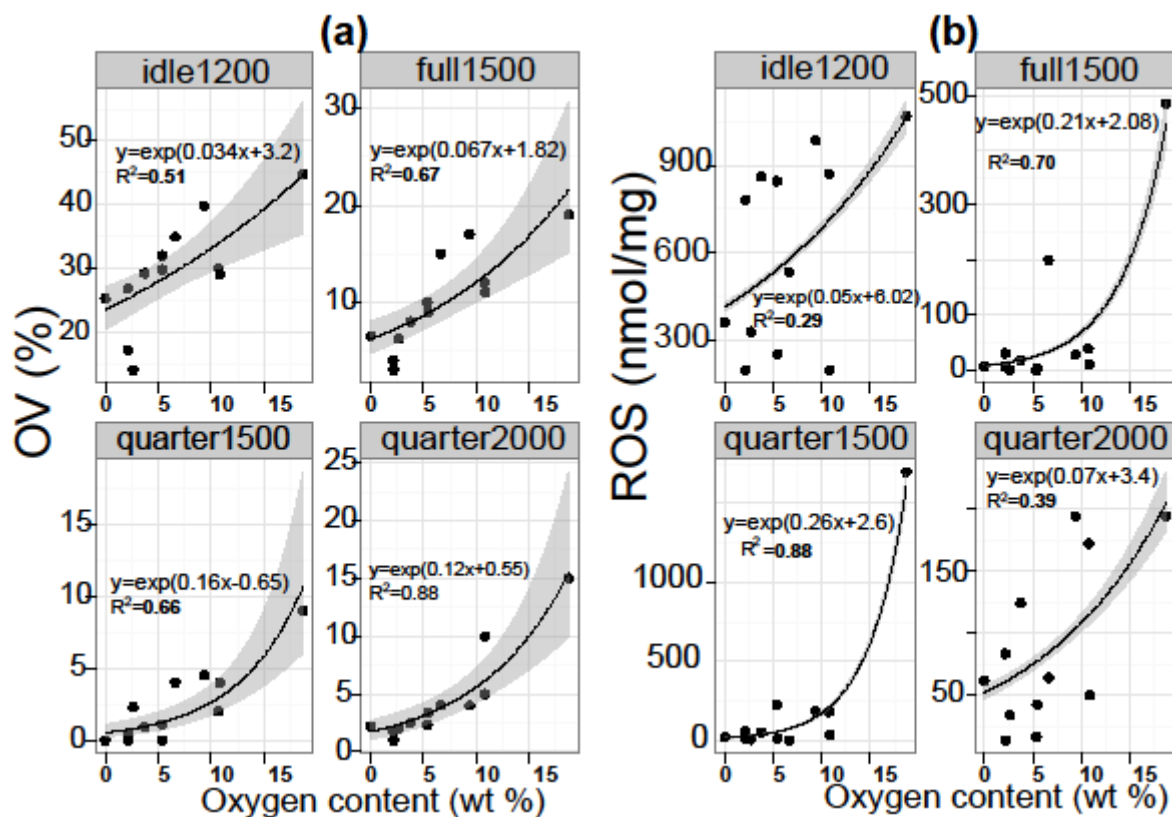 (a)
(b)
idle1200
full1500
idle1200
full1500
50
40
30
20
y=exp(0.034x+3.2)
R²=0.51
30
20
10
y=exp(0.067x+1.82)
R²=0.67
900
600
300
y=exp(0.05x+6.02)
R²=0.29
500
300
200
100
0
y=exp(0.21x+2.08)
R²=0.70
0 5 10 15
0 5 10 15
0 5 10 15
0 5 10 15
OV (%)
ROS (nmol/mg)
quarter1500
quarter2000
quarter1500
quarter2000
15
10
5
0
y=exp(0.16x−0.65)
R²=0.66
25
20
15
10
5
0
y=exp(0.12x+0.55)
R²=0.88
1000
500
0
y=exp(0.26x+2.6)
R²=0.88
150
50
y=exp(0.07x+3.4)
R²=0.39
0 5 10 15
0 5 10 15
0 5 10 15
0 5 10 15
Oxygen content (wt %)
Oxygen content (wt %)